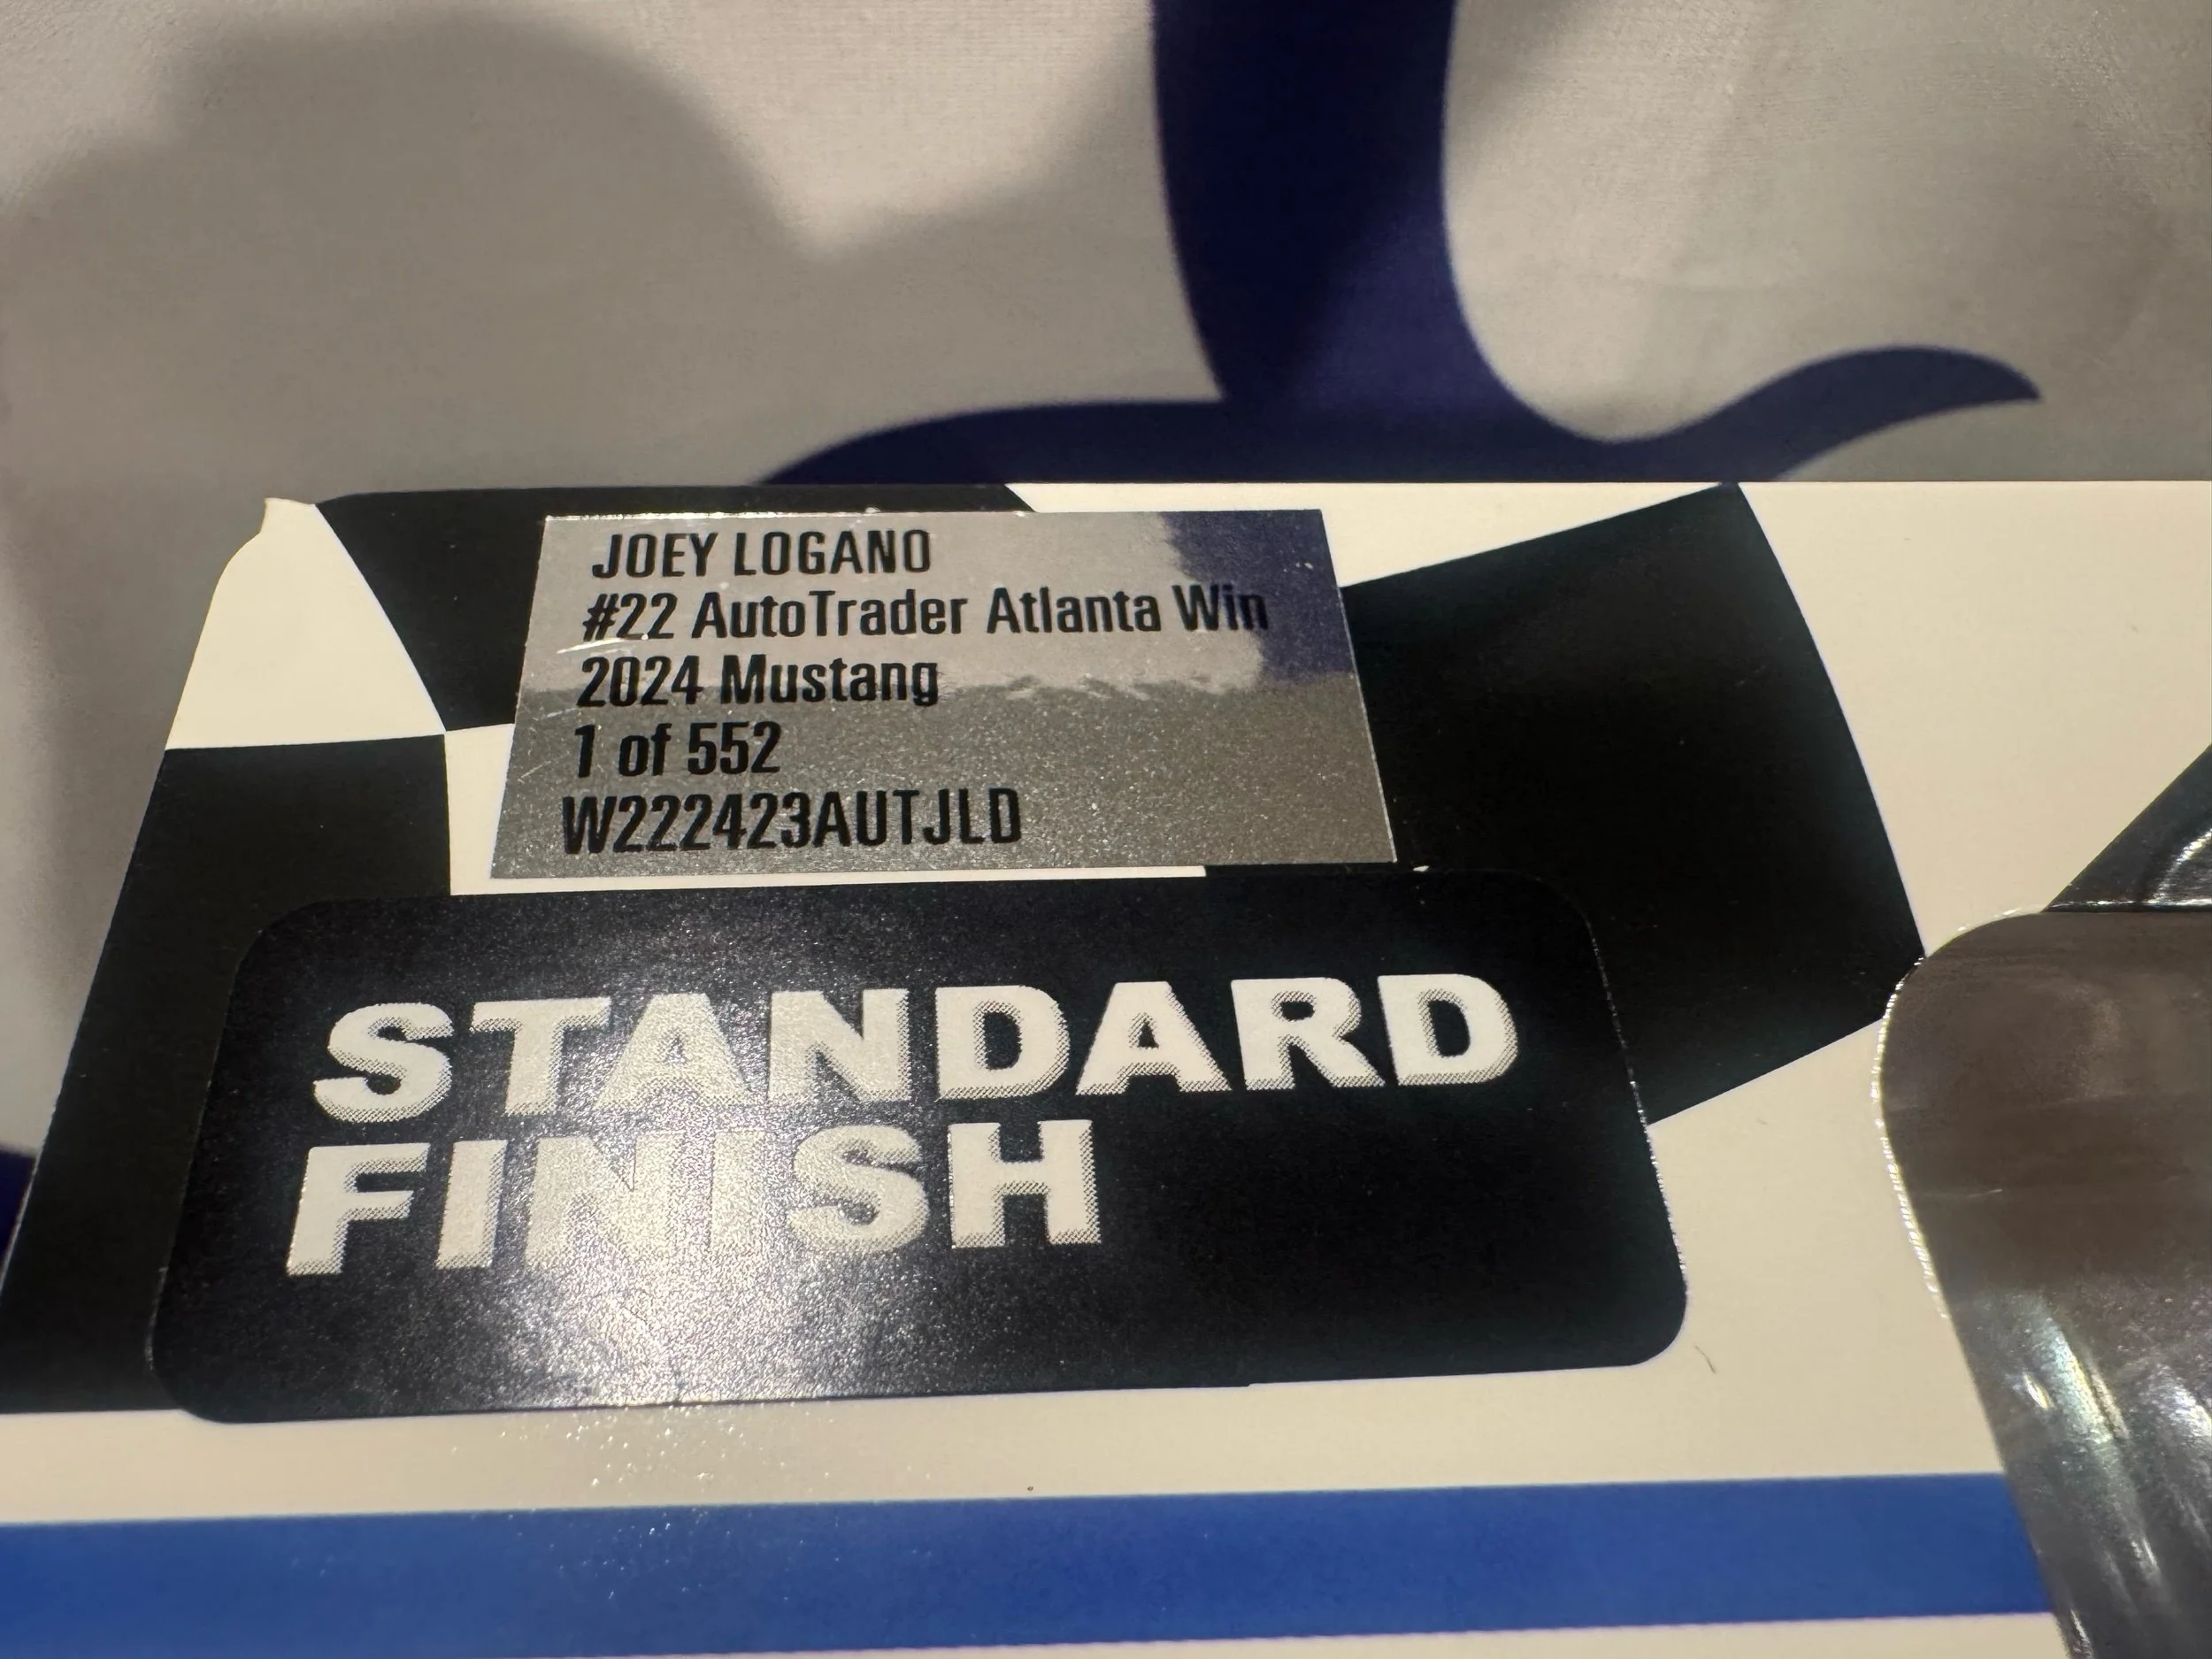 JOEY LOGANO
#22 AutoTrader Atlanta Win
2024 Mustang
1 of 552
W222423AUTJLD
STANDARD
FINISH